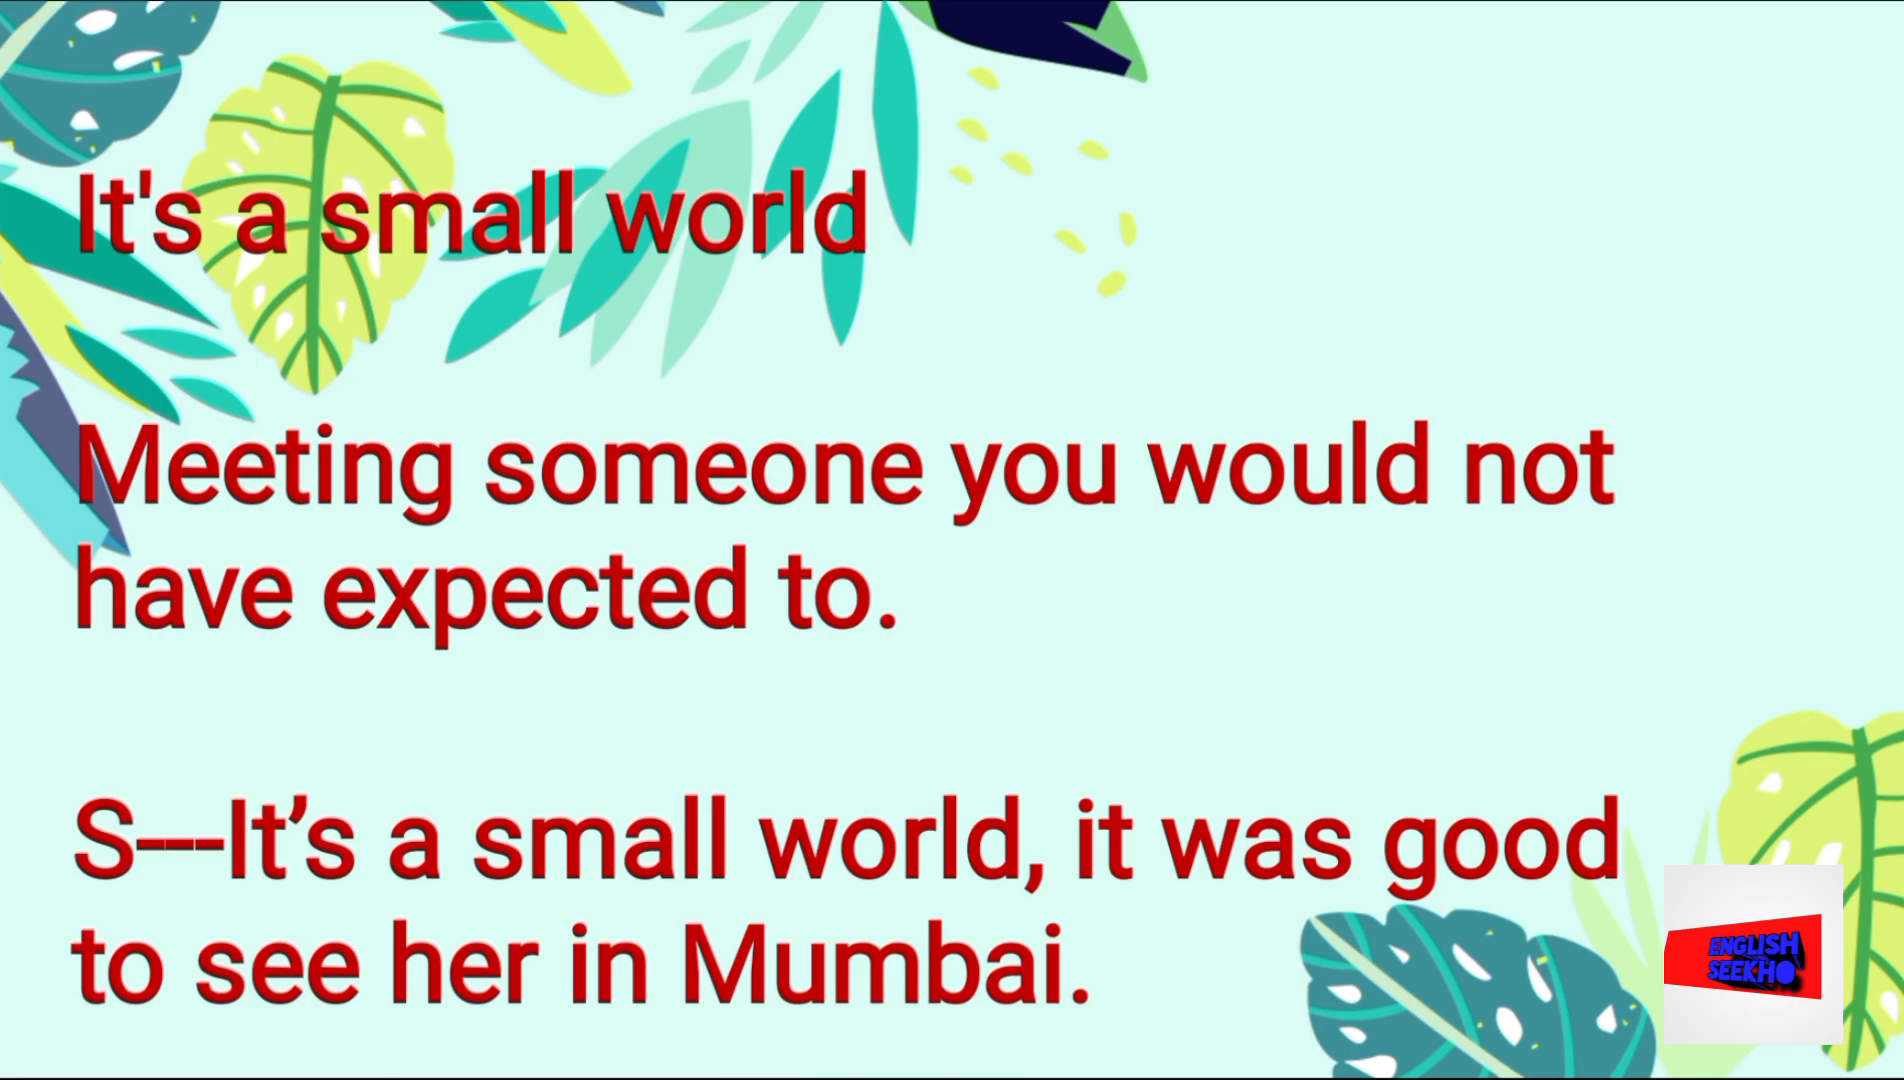 It's a small world
Meeting someone you would not
have expected to.
S---It’s a small world, it was good
to see her in Mumbai.
ENGLISH
SEEKHO